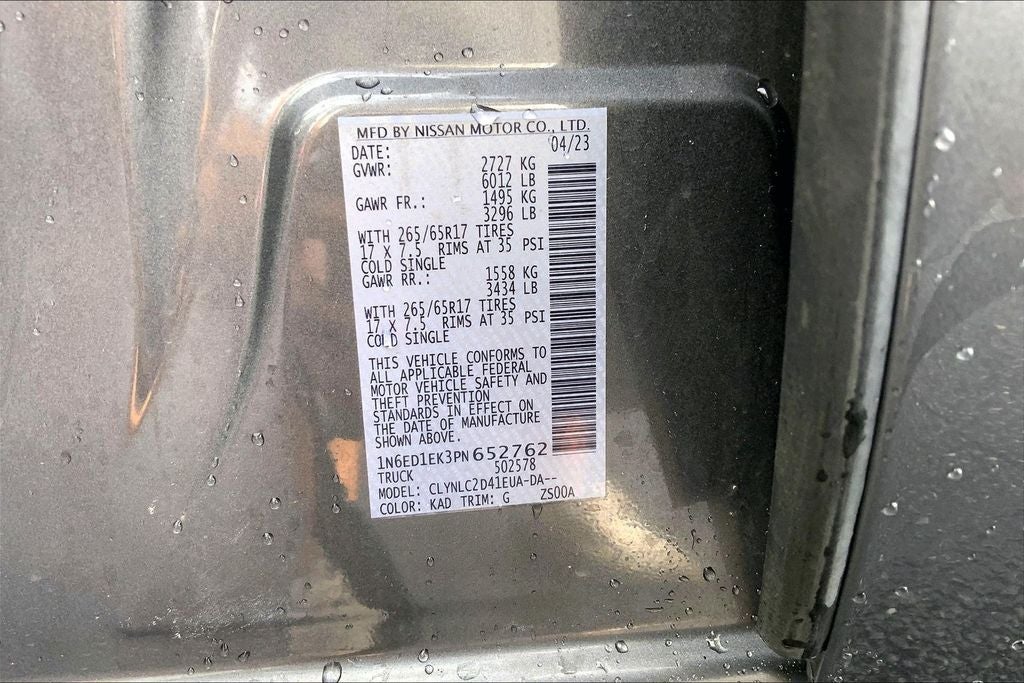 MFD BY NISSAN MOTOR CO., LTD.
DATE: 04/23
GVWR: 2727 KG
6012 LB
GAWR FR.: 1495 KG
3296 LB
WITH 265/65R17 TIRES
17 X 7.5 RIMS AT 35 PSI
COLD SINGLE
GAWR RR.: 1558 KG
3434 LB
WITH 265/65R17 TIRES
17 X 7.5 RIMS AT 35 PSI
COLD SINGLE
THIS VEHICLE CONFORMS TO
ALL APPLICABLE FEDERAL
MOTOR VEHICLE SAFETY AND
THEFT PREVENTION
STANDARDS IN EFFECT ON
THE DATE OF MANUFACTURE
SHOWN ABOVE.
1N6ED1EK3PN652762
TRUCK 502578
MODEL: CLYNLC2D41EUA-DA--
COLOR: KAD TRIM: G ZS00A